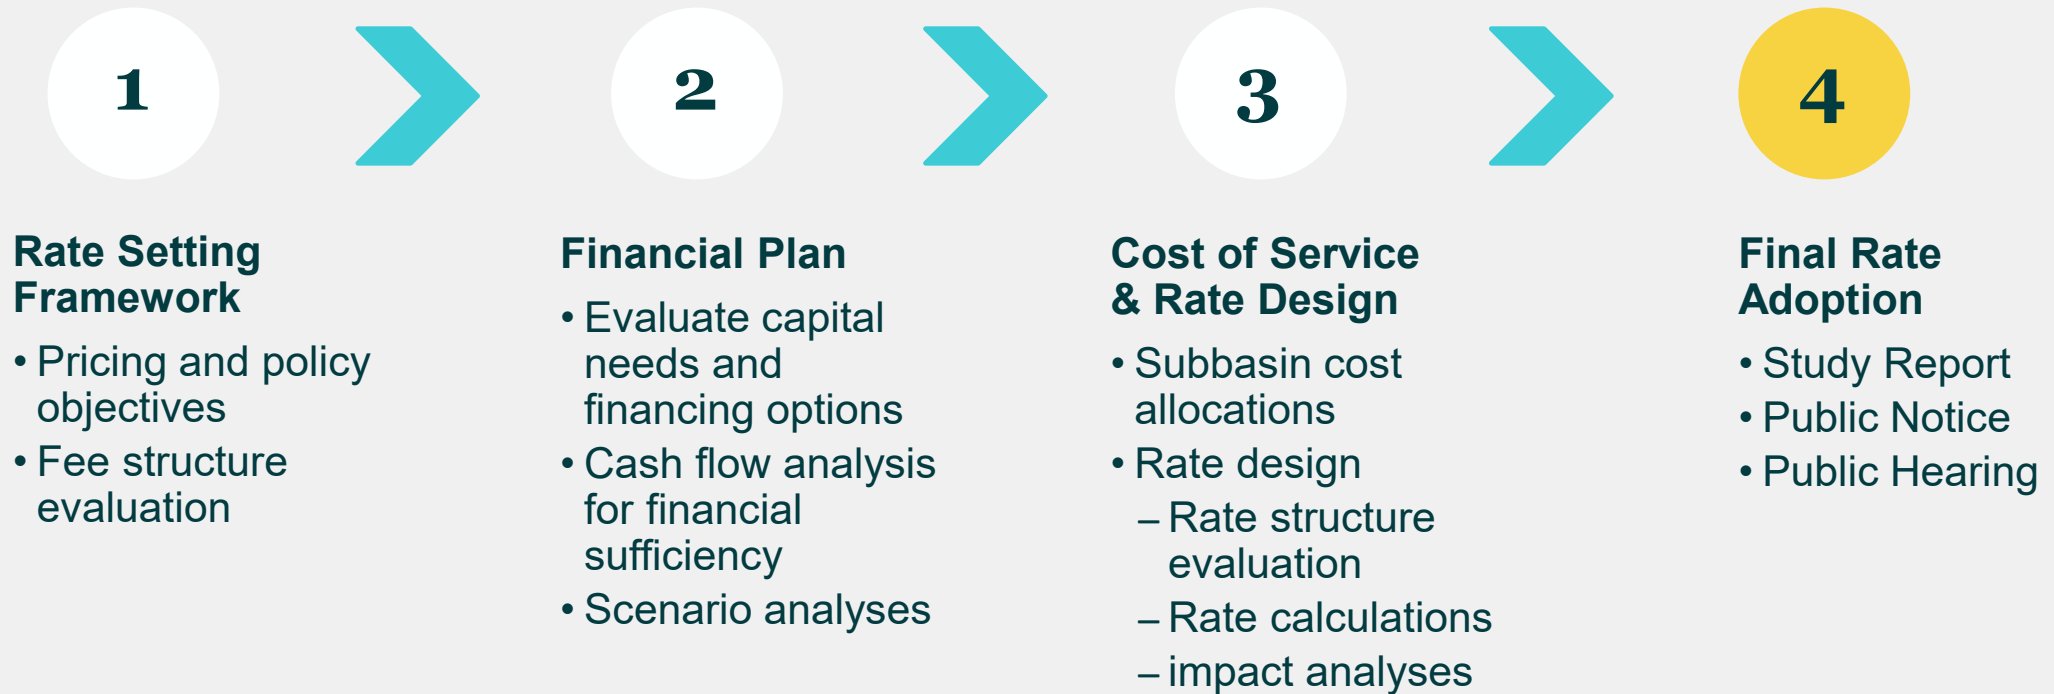 1
Rate Setting
Framework
• Pricing and policy
objectives
• Fee structure
evaluation
2
Financial Plan
• Evaluate capital
needs and
financing options
• Cash flow analysis
for financial
sufficiency
• Scenario analyses
3
Cost of Service
& Rate Design
• Subbasin cost
allocations
• Rate design
– Rate structure
evaluation
– Rate calculations
– impact analyses
4
Final Rate
Adoption
• Study Report
• Public Notice
• Public Hearing